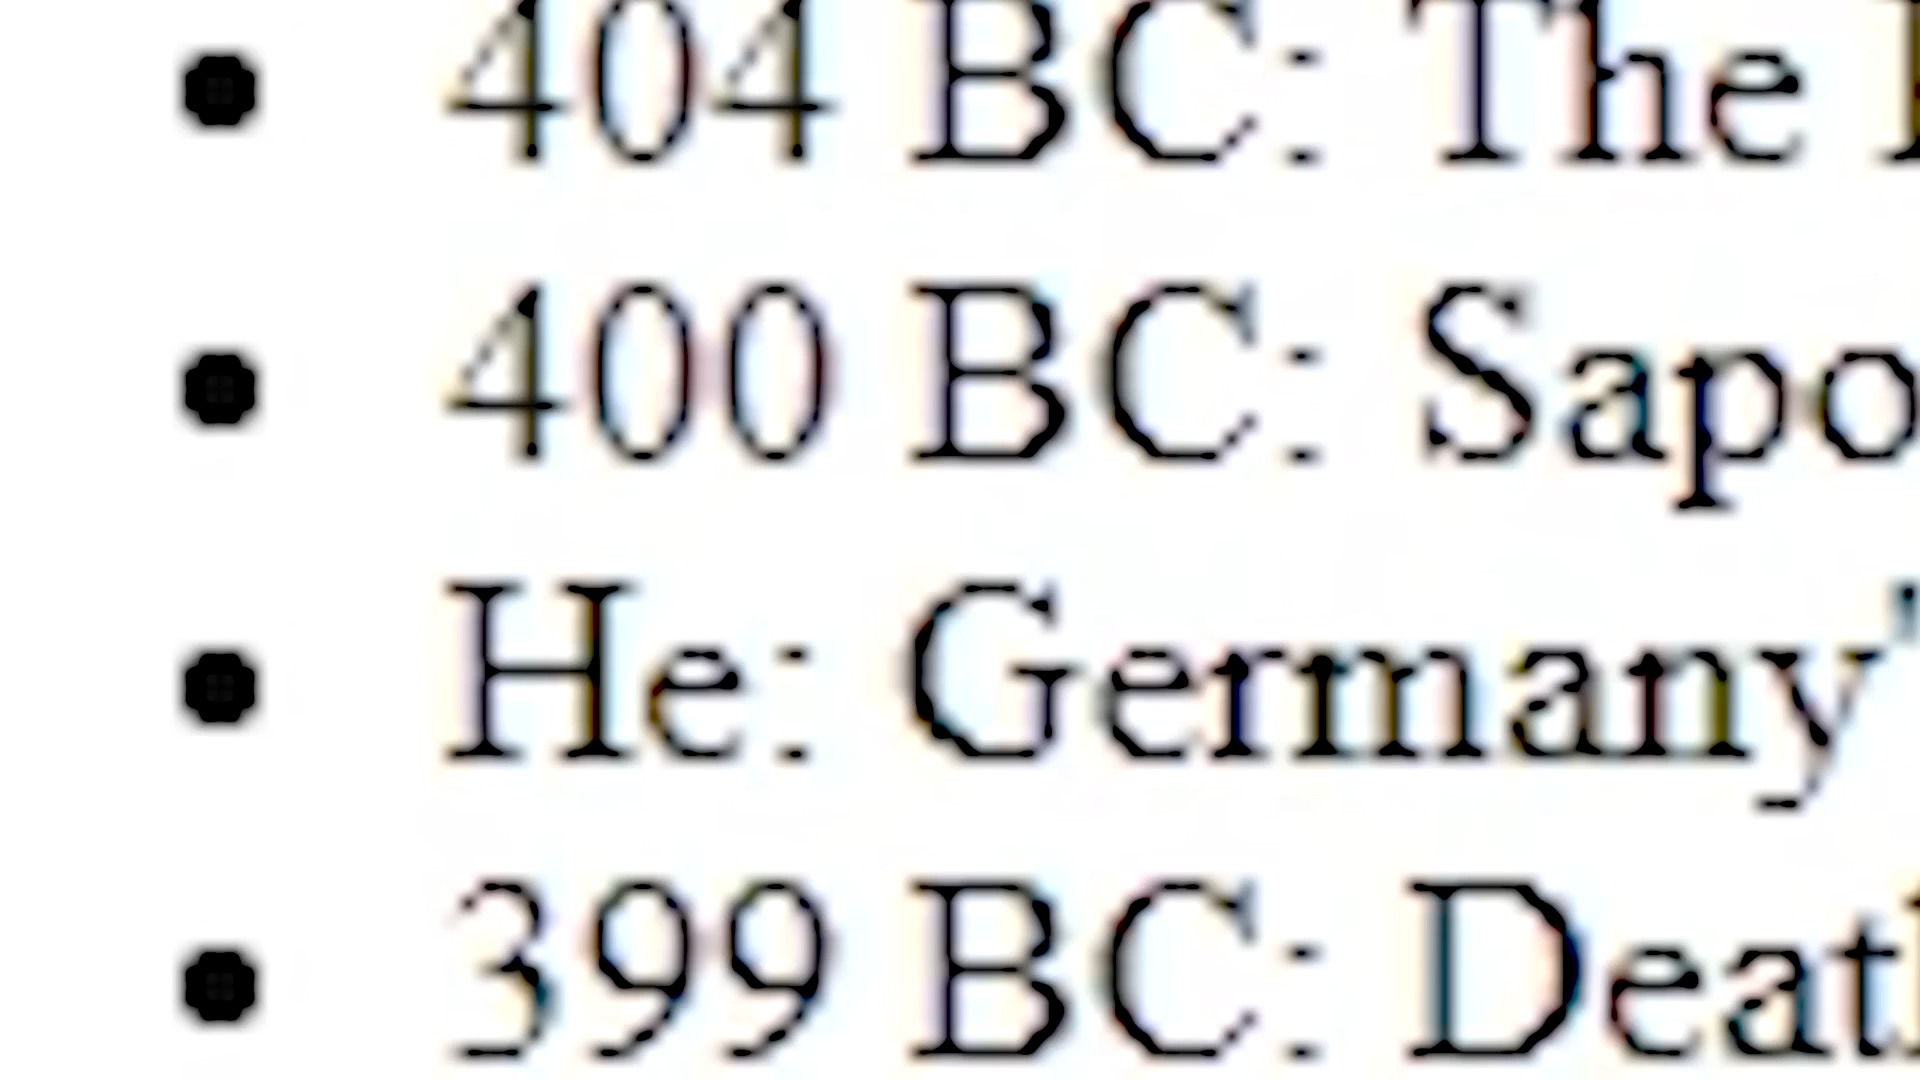 • 404 BC: The
• 400 BC: Sapo
• He: Germany'
• 399 BC: Deat